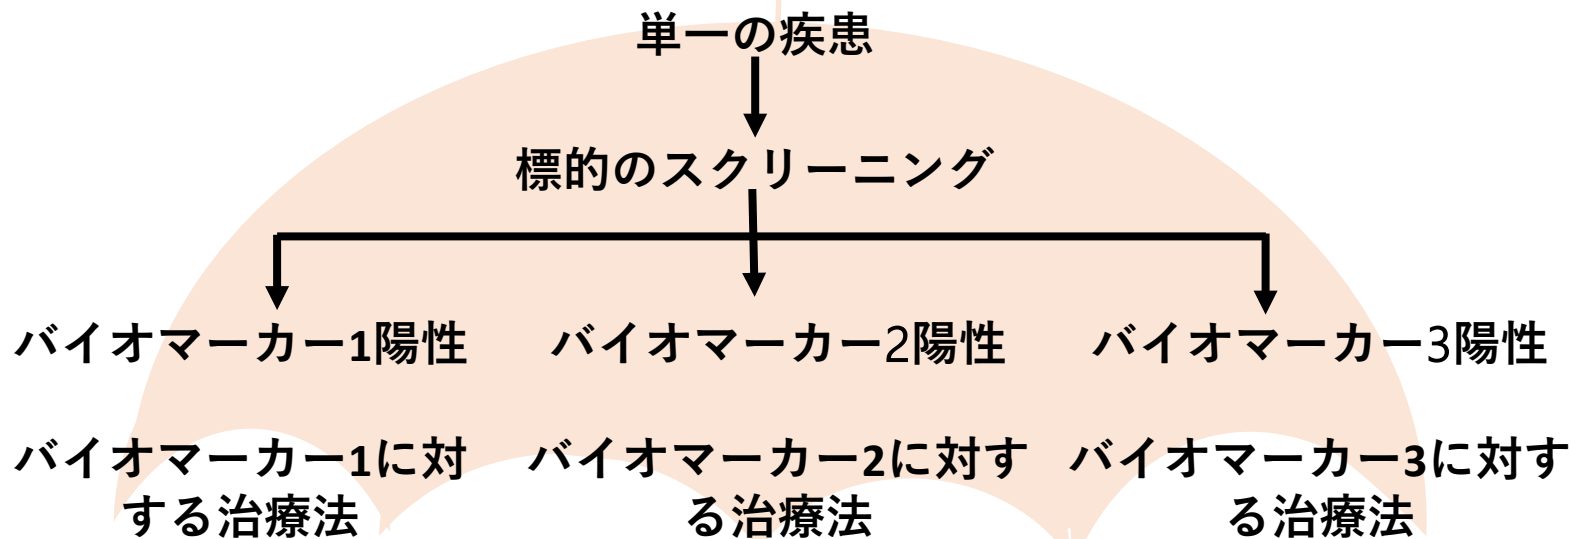 単一の疾患
標的のスクリーニング
バイオマーカー1陽性
バイオマーカー2陽性
バイオマーカー3陽性
バイオマーカー1に対
する治療法
バイオマーカー2に対す
る治療法
バイオマーカー3に対す
る治療法